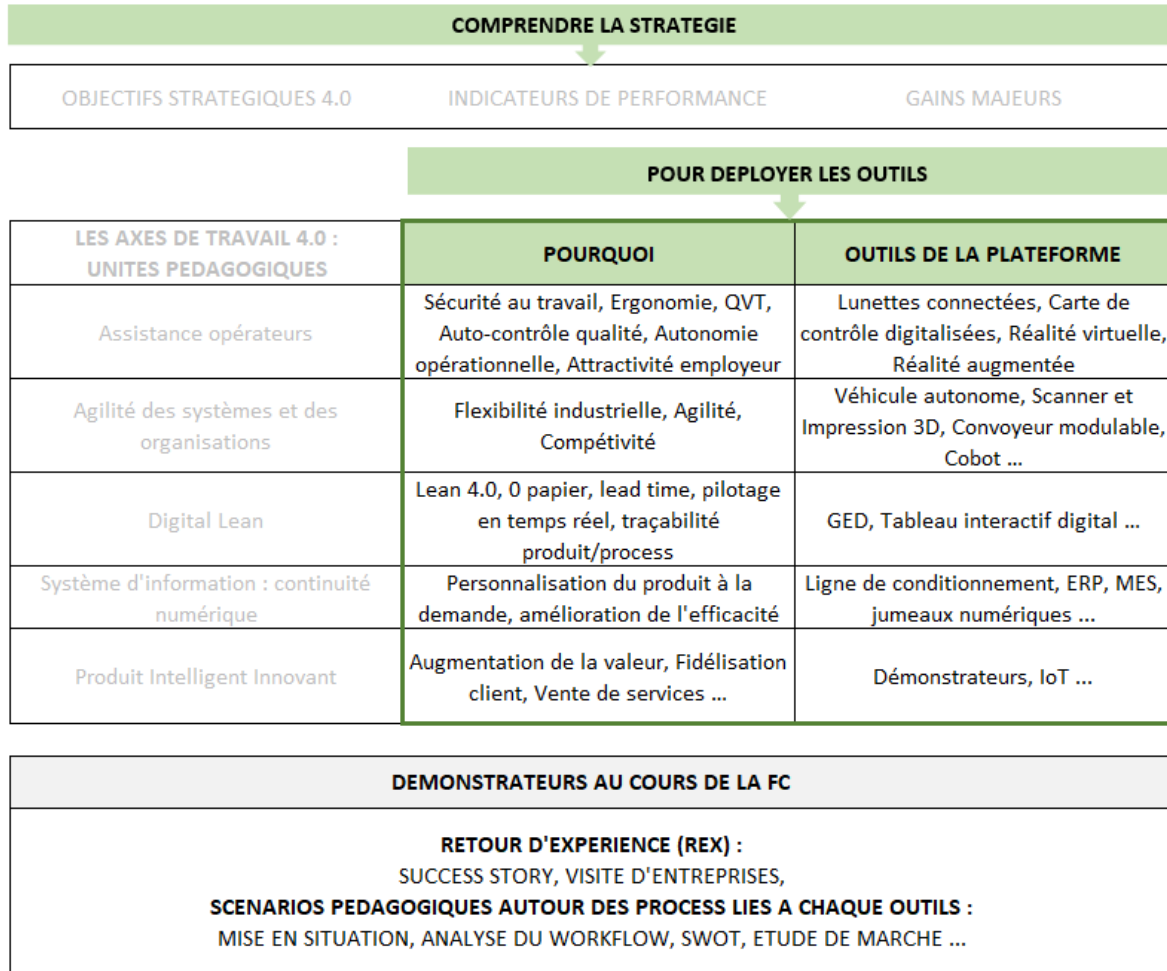 COMPRENDRE LA STRATEGIE
OBJECTIFS STRATEGIQUES 4.0 INDICATEURS DE PERFORMANCE GAINS MAJEURS
POUR DEPLOYER LES OUTILS
LES AXES DE TRAVAIL 4.0 :
UNITES PEDAGOGIQUES
POURQUOI
OUTILS DE LA PLATEFORME
Assistance opérateurs
Sécurité au travail, Ergonomie, QVT,
Auto-contrôle qualité, Autonomie
opérationnelle, Attractivité employeur
Lunettes connectées, Carte de
contrôle digitalisées, Réalité virtuelle,
Réalité augmentée
Agilité des systèmes et des
organisations
Flexibilité industrielle, Agilité,
Compétivité
Véhicule autonome, Scanner et
Impression 3D, Convoyeur modulable,
Cobot ...
Digital Lean
Lean 4.0, 0 papier, lead time, pilotage
en temps réel, traçabilité
produit/process
GED, Tableau interactif digital ...
Système d'information : continuité
numérique
Personnalisation du produit à la
demande, amélioration de l'efficacité
Ligne de conditionnement, ERP, MES,
jumeaux numériques ...
Produit Intelligent Innovant
Augmentation de la valeur, Fidélisation
client, Vente de services ...
Démonstrateurs, IoT ...
DEMONSTRATEURS AU COURS DE LA FC
RETOUR D'EXPERIENCE (REX) :
SUCCESS STORY, VISITE D'ENTREPRISES,
SCENARIOS PEDAGOGIQUES AUTOUR DES PROCESS LIES A CHAQUE OUTILS :
MISE EN SITUATION, ANALYSE DU WORKFLOW, SWOT, ETUDE DE MARCHE ...